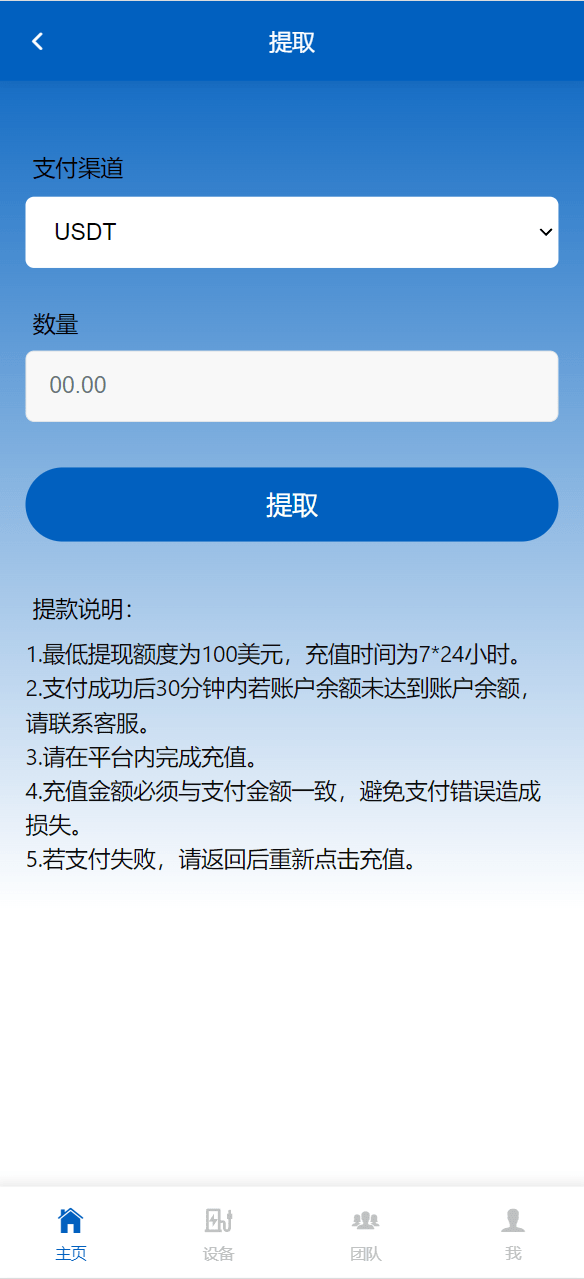 提取
支付渠道
USDT
数量
00.00
提取
提款说明：
1.最低提现额度为100美元，充值时间为7*24小时。
2.支付成功后30分钟内若账户余额未达到账户余额，
请联系客服。
3.请在平台内完成充值。
4.充值金额必须与支付金额一致，避免支付错误造成
损失。
5.若支付失败，请返回后重新点击充值。
主页 设备 团队 我